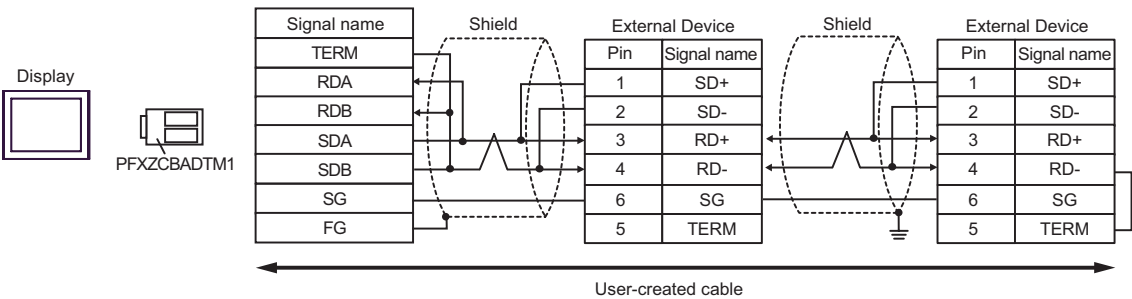 Display
PFXZCBADTM1
Signal name
TERM
RDA
RDB
SDA
SDB
SG
FG
Shield
External Device
Pin Signal name
1 SD+
2 SD-
3 RD+
4 RD-
6 SG
5 TERM
Shield
External Device
Pin Signal name
1 SD+
2 SD-
3 RD+
4 RD-
6 SG
5 TERM
User-created cable